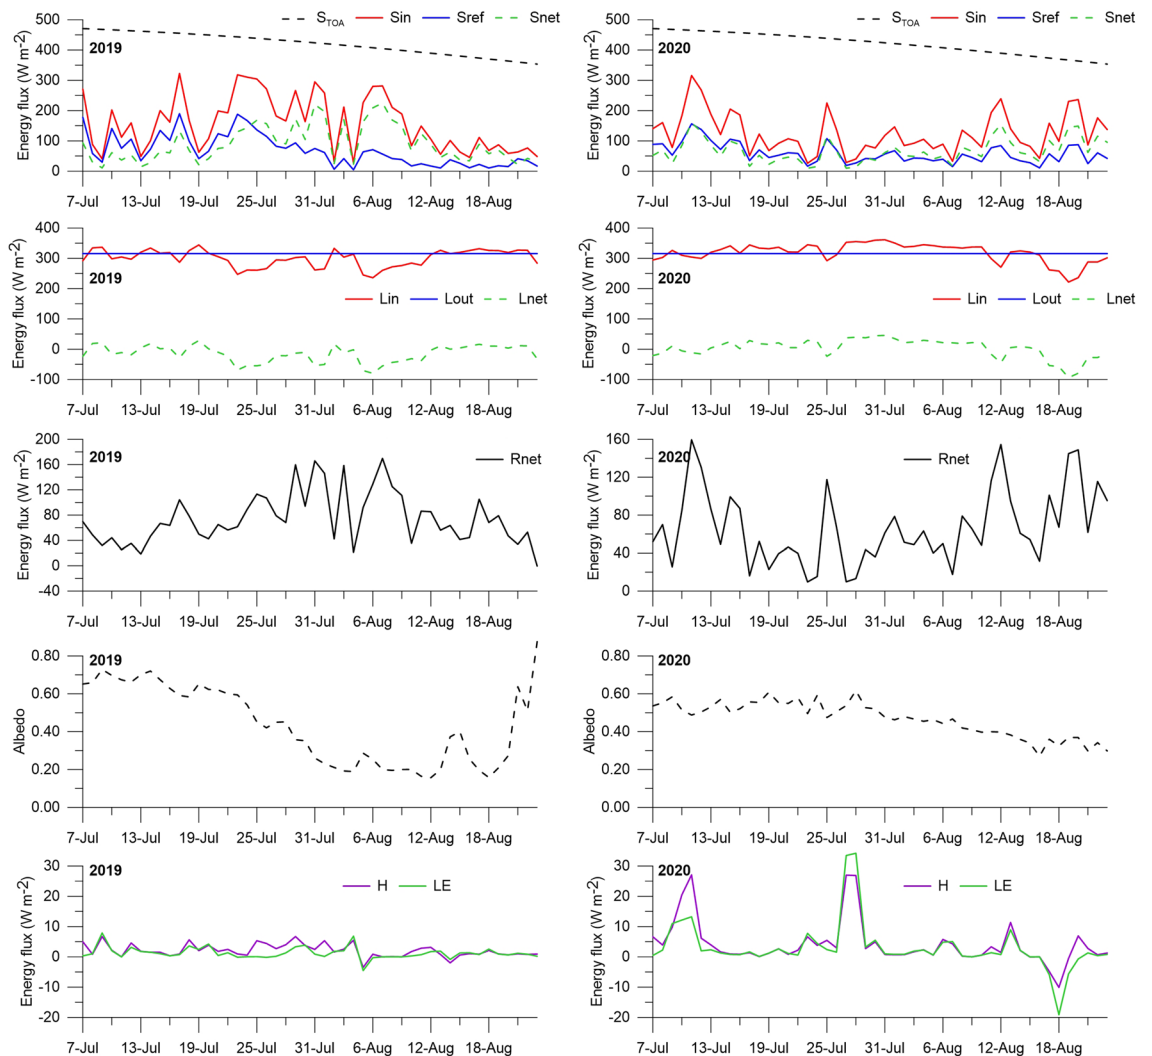 S_TOA Sin Sref Snet
2019
Energy flux (W m-2)
500
400
300
200
100
0
7-Jul 13-Jul 19-Jul 25-Jul 31-Jul 6-Aug 12-Aug 18-Aug
S_TOA Sin Sref Snet
2020
Energy flux (W m-2)
500
400
300
200
100
0
7-Jul 13-Jul 19-Jul 25-Jul 31-Jul 6-Aug 12-Aug 18-Aug
2019
Lin Lout Lnet
Energy flux (W m-2)
400
300
200
100
0
-100
7-Jul 13-Jul 19-Jul 25-Jul 31-Jul 6-Aug 12-Aug 18-Aug
2020
Lin Lout Lnet
Energy flux (W m-2)
400
300
200
100
0
-100
7-Jul 13-Jul 19-Jul 25-Jul 31-Jul 6-Aug 12-Aug 18-Aug
2019
Rnet
Energy flux (W m-2)
200
160
120
80
40
0
-40
7-Jul 13-Jul 19-Jul 25-Jul 31-Jul 6-Aug 12-Aug 18-Aug
2020
Rnet
Energy flux (W m-2)
160
120
80
40
0
7-Jul 13-Jul 19-Jul 25-Jul 31-Jul 6-Aug 12-Aug 18-Aug
2019
Albedo
0.80
0.60
0.40
0.20
0.00
7-Jul 13-Jul 19-Jul 25-Jul 31-Jul 6-Aug 12-Aug 18-Aug
2020
Albedo
0.80
0.60
0.40
0.20
0.00
7-Jul 13-Jul 19-Jul 25-Jul 31-Jul 6-Aug 12-Aug 18-Aug
2019
H LE
Energy flux (W m-2)
30
20
10
0
-10
-20
7-Jul 13-Jul 19-Jul 25-Jul 31-Jul 6-Aug 12-Aug 18-Aug
2020
H LE
Energy flux (W m-2)
30
20
10
0
-10
-20
7-Jul 13-Jul 19-Jul 25-Jul 31-Jul 6-Aug 12-Aug 18-Aug